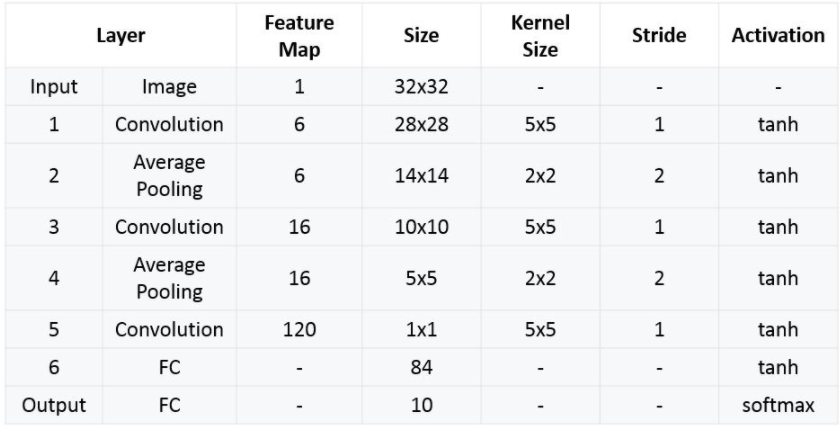 Layer Feature Map Size Kernel Size Stride Activation
Input Image 1 32x32 - - -
1 Convolution 6 28x28 5x5 1 tanh
2 Average Pooling 6 14x14 2x2 2 tanh
3 Convolution 16 10x10 5x5 1 tanh
4 Average Pooling 16 5x5 2x2 2 tanh
5 Convolution 120 1x1 5x5 1 tanh
6 FC - 84 - - tanh
Output FC - 10 - - softmax